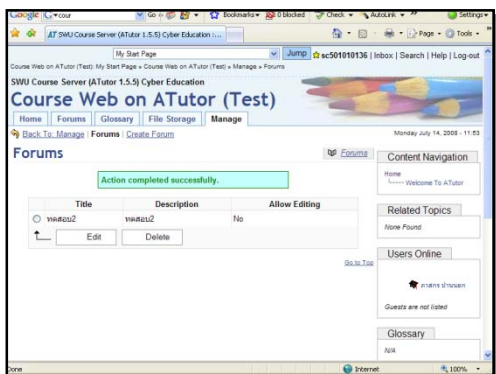 Google G▾cour Go Bookmarks▾ 0 blocked Check ▾ AutoLink ▾ Settings▾
AT SWU Course Server (ATutor 1.5.5) Cyber Education :... Page ▾ Tools ▾
My Start Page Jump sc501010136 | Inbox | Search | Help | Log-out
Course Web on ATutor (Test): My Start Page » Course Web on ATutor (Test) » Manage » Forums
SWU Course Server (ATutor 1.5.5) Cyber Education
Course Web on ATutor (Test)
Home Forums Glossary File Storage Manage
Back To: Manage | Forums | Create Forum Monday July 14, 2008 - 11:53
Forums Forums
Content Navigation
Action completed successfully.
Home
Welcome To ATutor
Title Description Allow Editing
ทดสอบ2 ทดสอบ2 No
Edit Delete
Related Topics
None Found
Go to Top
Users Online
Guests are not listed
Glossary
N/A
Done Internet 100%